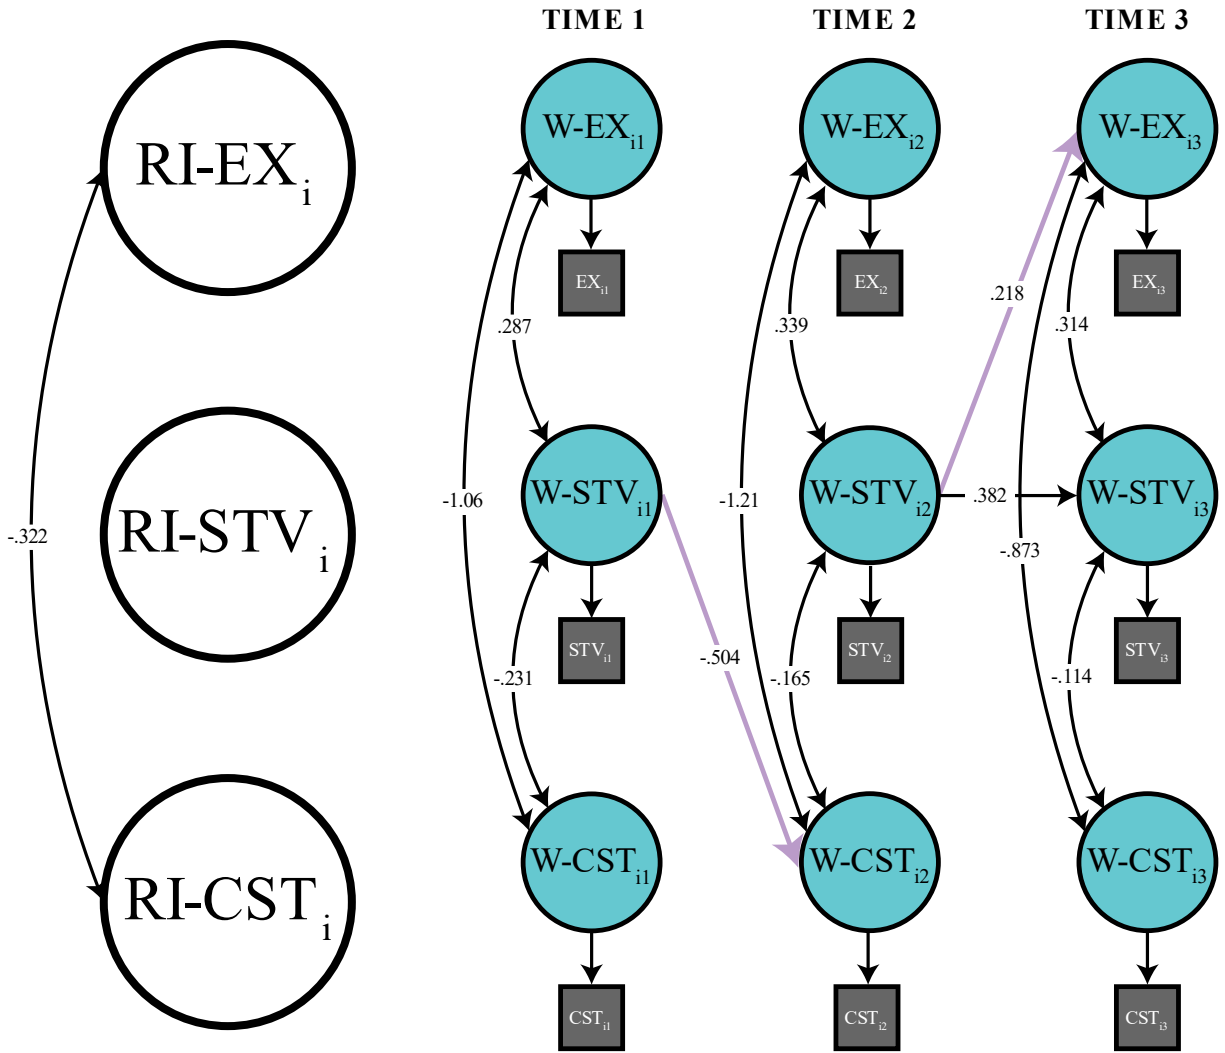 TIME 1
TIME 2
TIME 3
RI-EXi
W-EXi1
W-EXi2
W-EXi3
EXi1
EXi2
EXi3
.287
.339
.218
.314
-.322
RI-STVi
-1.06
W-STVi1
-1.21
W-STVi2
.382
W-STVi3
-.873
STVi1
STVi2
STVi3
-.231
-.504
-.165
-.114
RI-CSTi
W-CSTi1
W-CSTi2
W-CSTi3
CSTi1
CSTi2
CSTi3